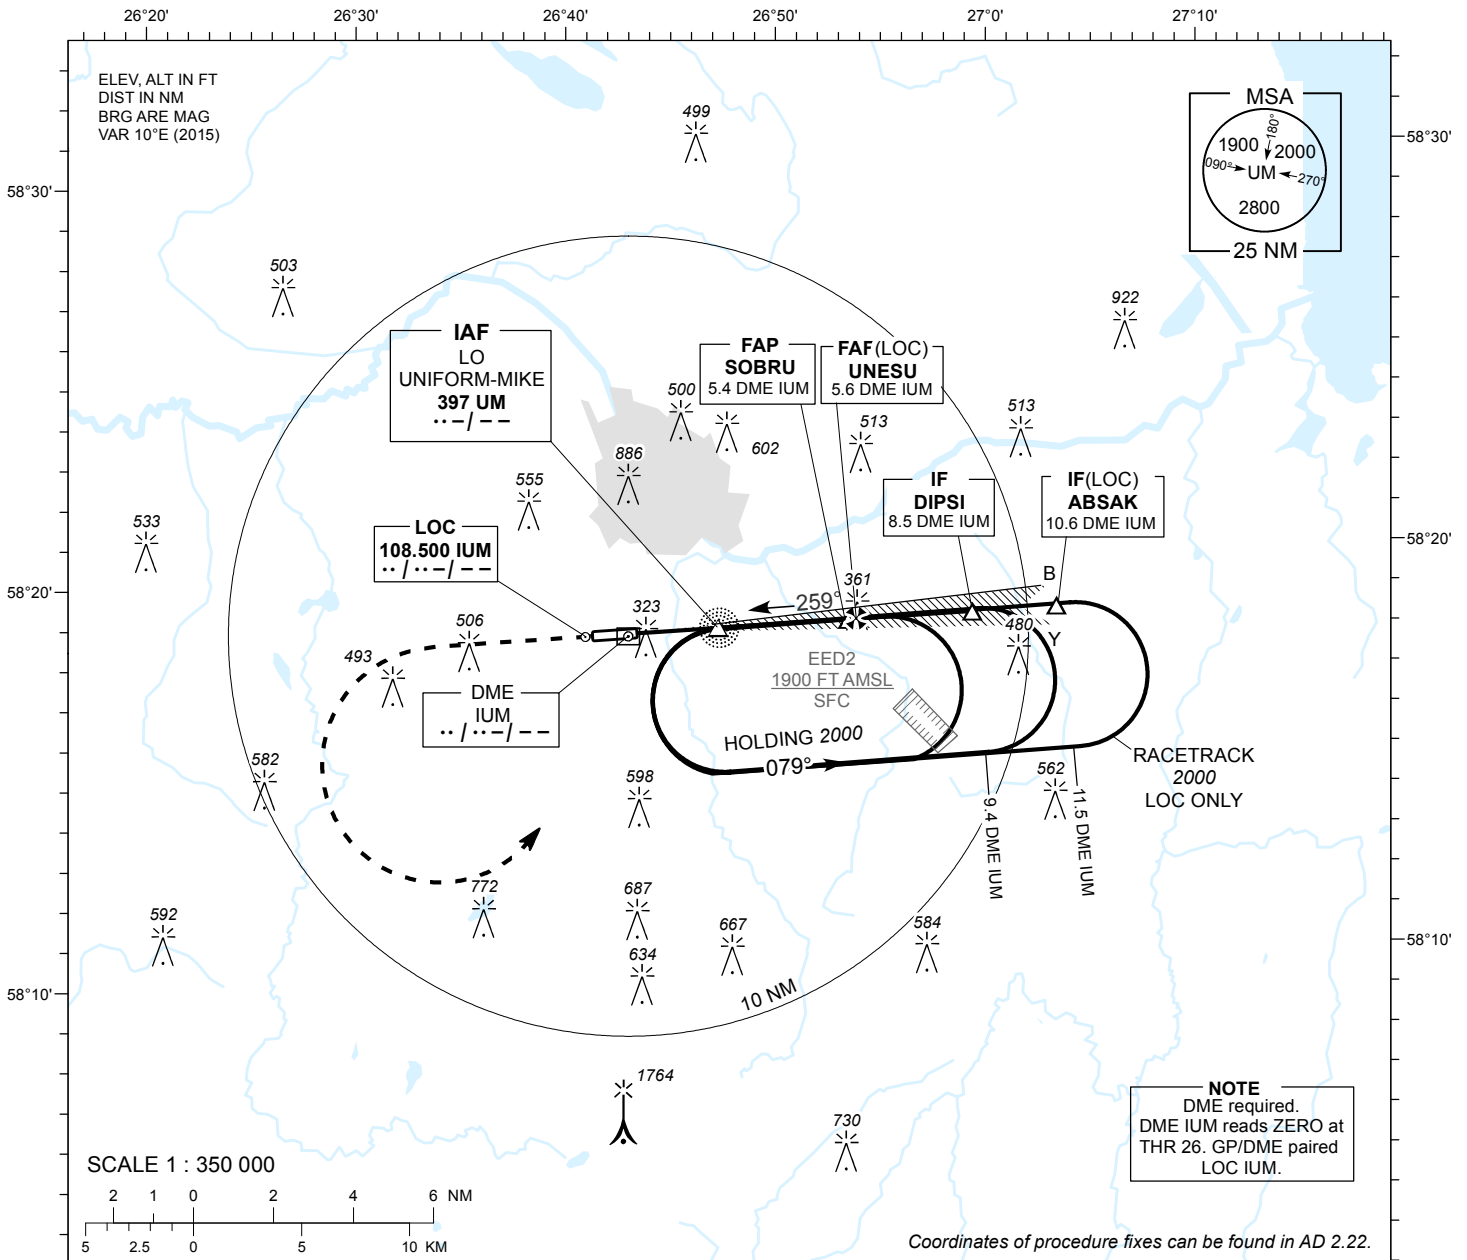 26°20'
26°30'
26°40'
26°50'
27°0'
27°10'
ELEV, ALT IN FT
DIST IN NM
BRG ARE MAG
VAR 10°E (2015)
MSA
180°
1900
2000
090°
UM
270°
2800
25 NM
58°30'
58°30'
499
503
922
IAF
LO
UNIFORM-MIKE
397 UM
··–/ – –
FAP
SOBRU
5.4 DME IUM
FAF(LOC)
UNESU
5.6 DME IUM
500
602
513
513
886
555
533
IF
DIPSI
8.5 DME IUM
IF(LOC)
ABSAK
10.6 DME IUM
LOC
108.500 IUM
·· / ··–/ – –
58°20'
58°20'
361
B
259°
323
506
493
480
Y
EED2
1900 FT AMSL
SFC
DME
IUM
·· / ··–/ – –
HOLDING 2000
079°
RACETRACK
2000
LOC ONLY
582
598
562
9.4 DME IUM
11.5 DME IUM
772
687
592
667
584
634
58°10'
58°10'
10 NM
1764
730
NOTE
DME required.
DME IUM reads ZERO at
THR 26. GP/DME paired
LOC IUM.
SCALE 1 : 350 000
2 1 0 2 4 6 NM
5 2.5 0 5 10 KM
Coordinates of procedure fixes can be found in AD 2.22.